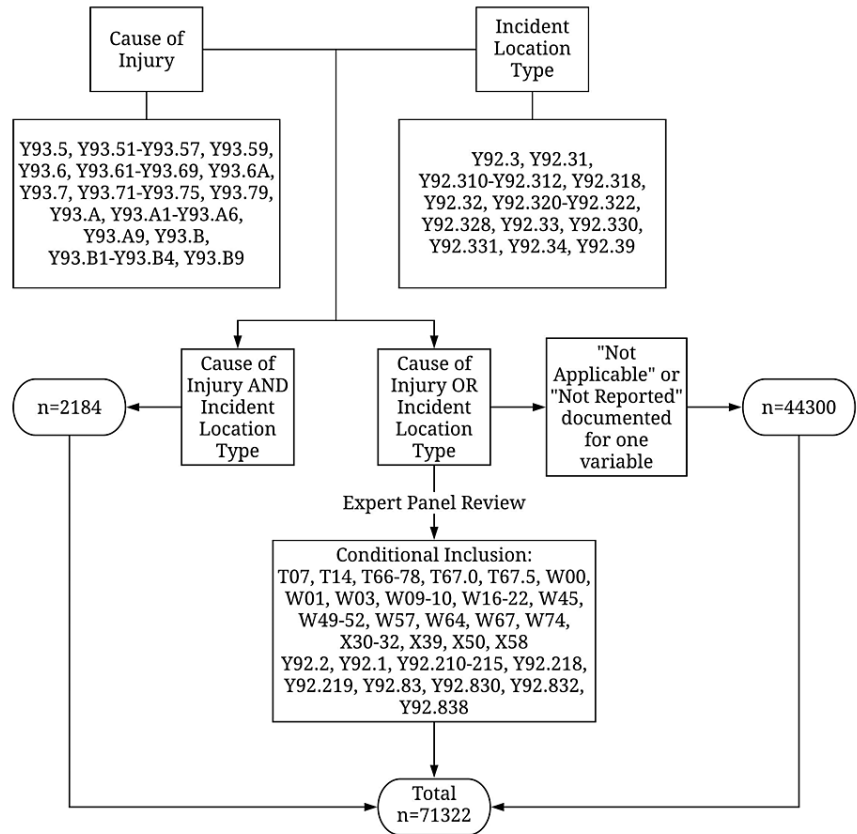 Cause of
Injury
Incident
Location
Type
Y93.5, Y93.51-Y93.57, Y93.59,
Y93.6, Y93.61-Y93.69, Y93.6A,
Y93.7, Y93.71-Y93.75, Y93.79,
Y93.A, Y93.A1-Y93.A6,
Y93.A9, Y93.B,
Y93.B1-Y93.B4, Y93.B9
Y92.3, Y92.31,
Y92.310-Y92.312, Y92.318,
Y92.32, Y92.320-Y92.322,
Y92.328, Y92.33, Y92.330,
Y92.331, Y92.34, Y92.39
n=2184
Cause of
Injury AND
Incident
Location
Type
Cause of
Injury OR
Incident
Location
Type
"Not
Applicable" or
"Not Reported"
documented
for one
variable
n=44300
Expert Panel Review
Conditional Inclusion:
T07, T14, T66-78, T67.0, T67.5, W00,
W01, W03, W09-10, W16-22, W45,
W49-52, W57, W64, W67, W74,
X30-32, X39, X50, X58
Y92.2, Y92.1, Y92.210-215, Y92.218,
Y92.219, Y92.83, Y92.830, Y92.832,
Y92.838
Total
n=71322